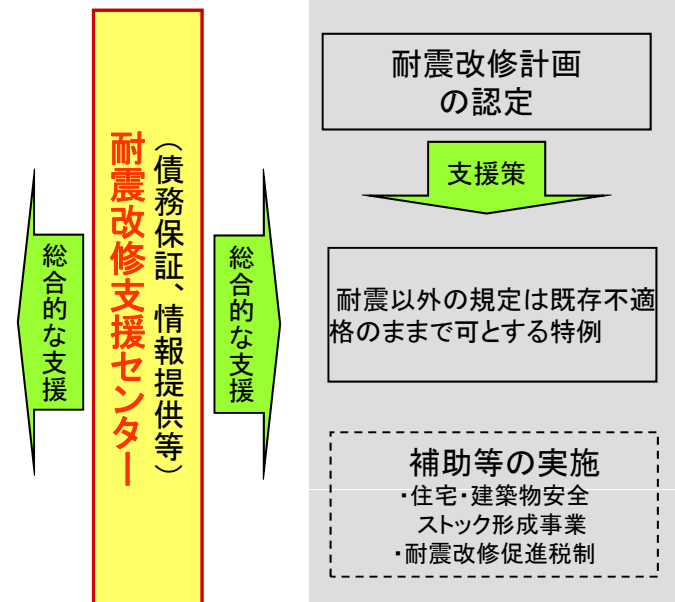 総合的な支援
耐震改修支援センター
（債務保証、情報提供等）
総合的な支援
耐震改修計画
の認定
支援策
耐震以外の規定は既存不適
格のままで可とする特例
補助等の実施
・住宅・建築物安全
ストック形成事業
・耐震改修促進税制